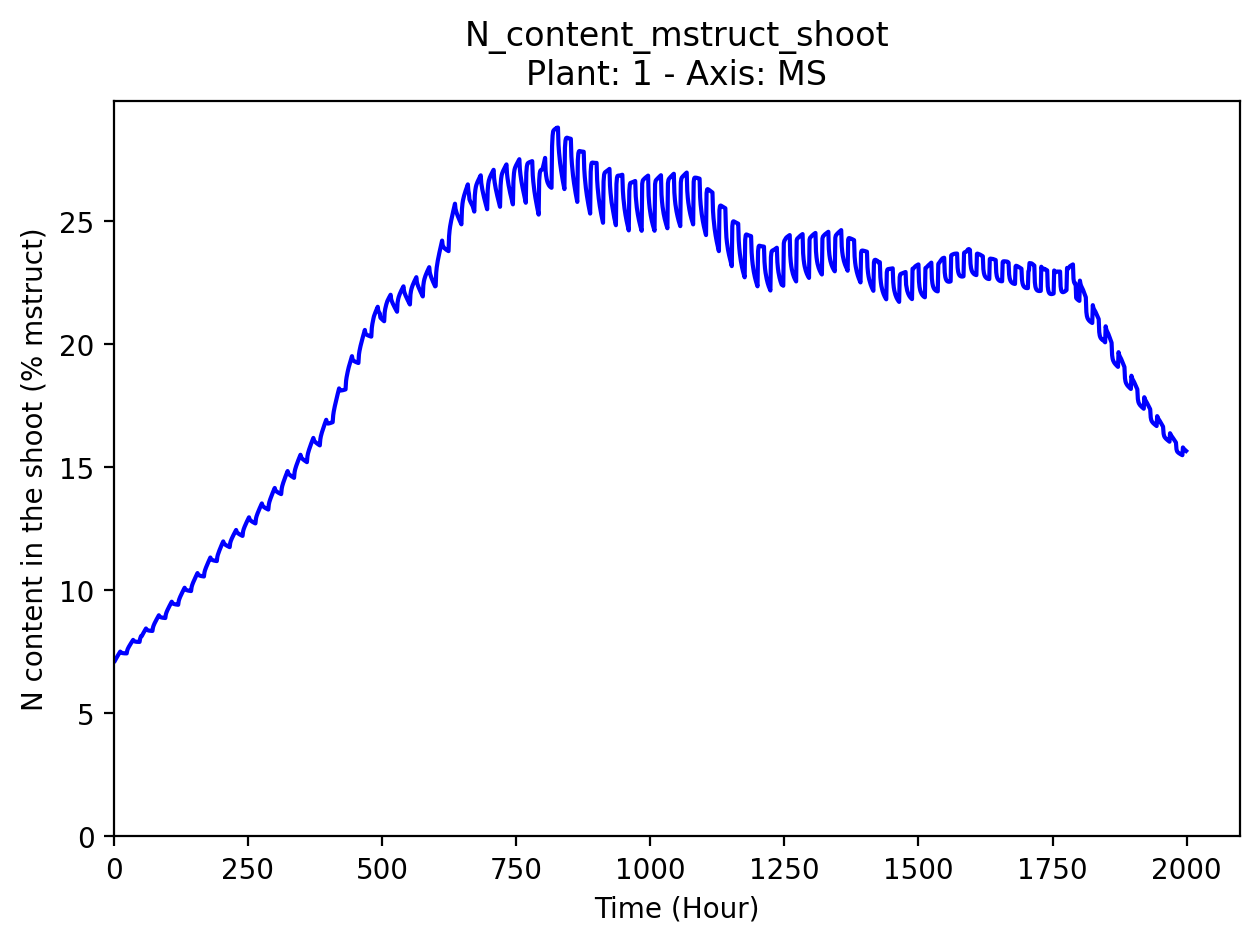 N_content_mstruct_shoot
Plant: 1 - Axis: MS
N content in the shoot (% mstruct)
25
20
15
10
5
0
0 250 500 750 1000 1250 1500 1750 2000
Time (Hour)